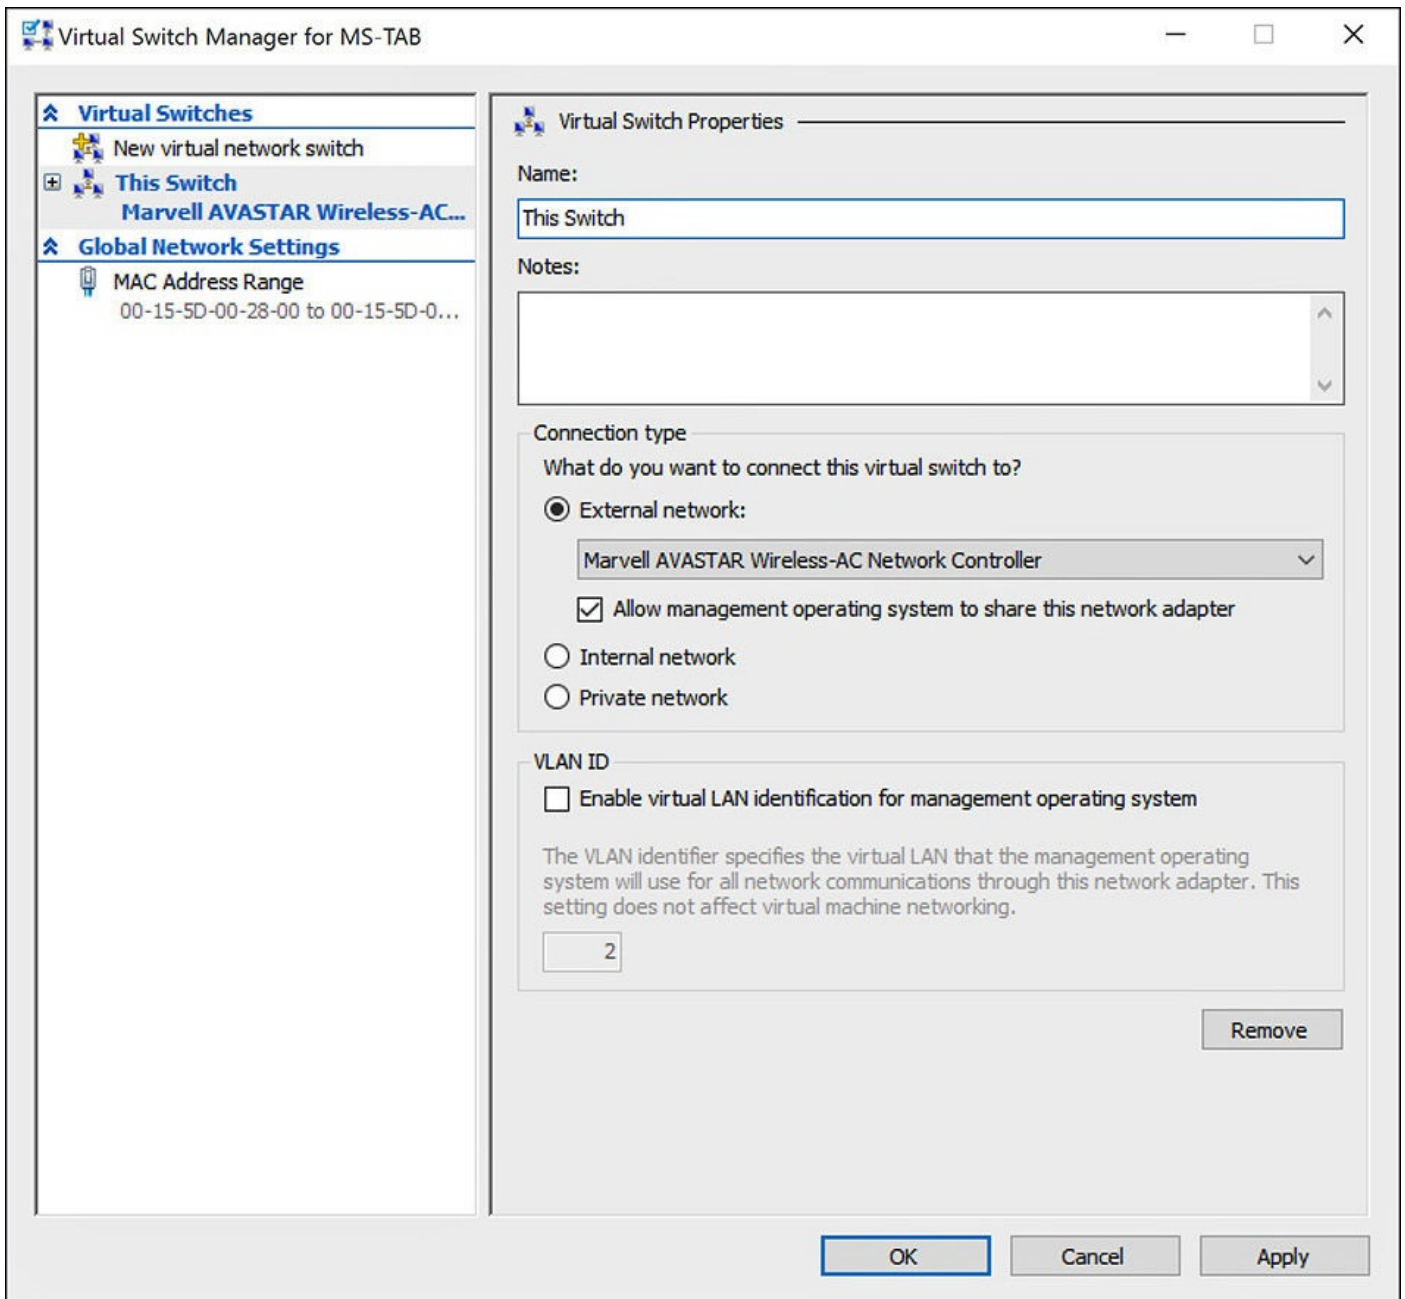 Virtual Switch Manager for MS-TAB
Virtual Switches
New virtual network switch
This Switch
Marvell AVASTAR Wireless-AC...
Global Network Settings
MAC Address Range
00-15-5D-00-28-00 to 00-15-5D-0...
Virtual Switch Properties
Name:
This Switch
Notes:
Connection type
What do you want to connect this virtual switch to?
External network:
Marvell AVASTAR Wireless-AC Network Controller
Allow management operating system to share this network adapter
Internal network
Private network
VLAN ID
Enable virtual LAN identification for management operating system
The VLAN identifier specifies the virtual LAN that the management operating
system will use for all network communications through this network adapter. This
setting does not affect virtual machine networking.
2
Remove
OK
Cancel
Apply